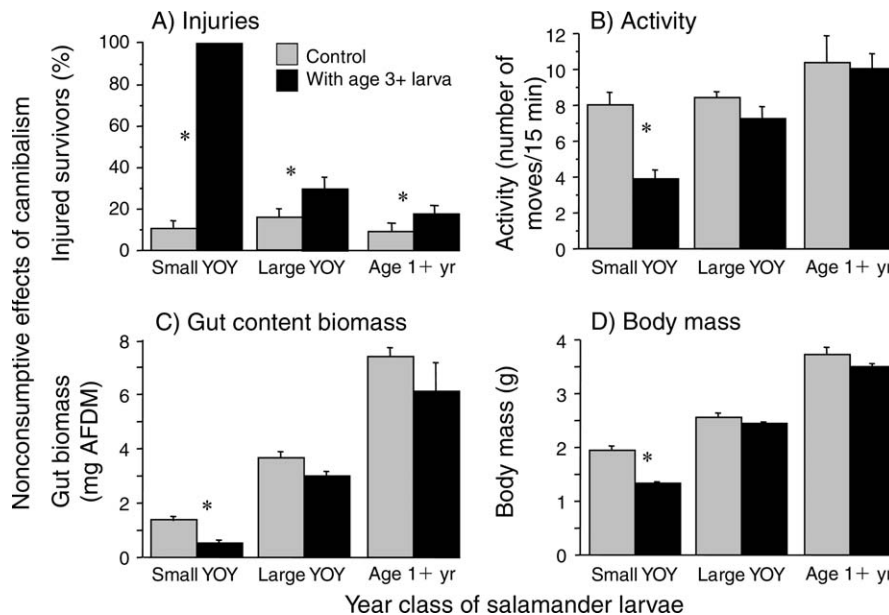 Nonconsumptive effects of cannibalism
A) Injuries
Injured survivors (%)
100
80
60
40
20
0
Control
With age 3+ larva
*
*
*
Small YOY
Large YOY
Age 1+ yr
B) Activity
Activity (number of
moves/15 min)
12
10
8
6
4
2
0
*
Small YOY
Large YOY
Age 1+ yr
C) Gut content biomass
Gut biomass
(mg AFDM)
8
6
4
2
0
*
Small YOY
Large YOY
Age 1+ yr
D) Body mass
Body mass (g)
4
3
2
1
0
*
Small YOY
Large YOY
Age 1+ yr
Year class of salamander larvae